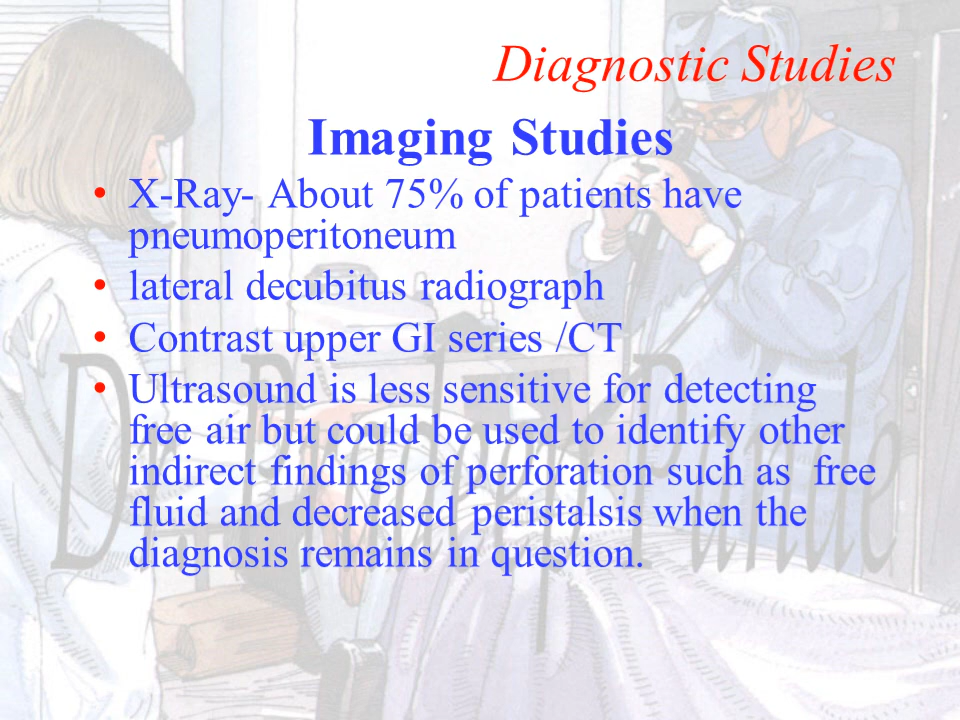 Diagnostic Studies
Imaging Studies
• X-Ray- About 75% of patients have
pneumoperitoneum
• lateral decubitus radiograph
• Contrast upper GI series /CT
• Ultrasound is less sensitive for detecting
free air but could be used to identify other
indirect findings of perforation such as free
fluid and decreased peristalsis when the
diagnosis remains in question.